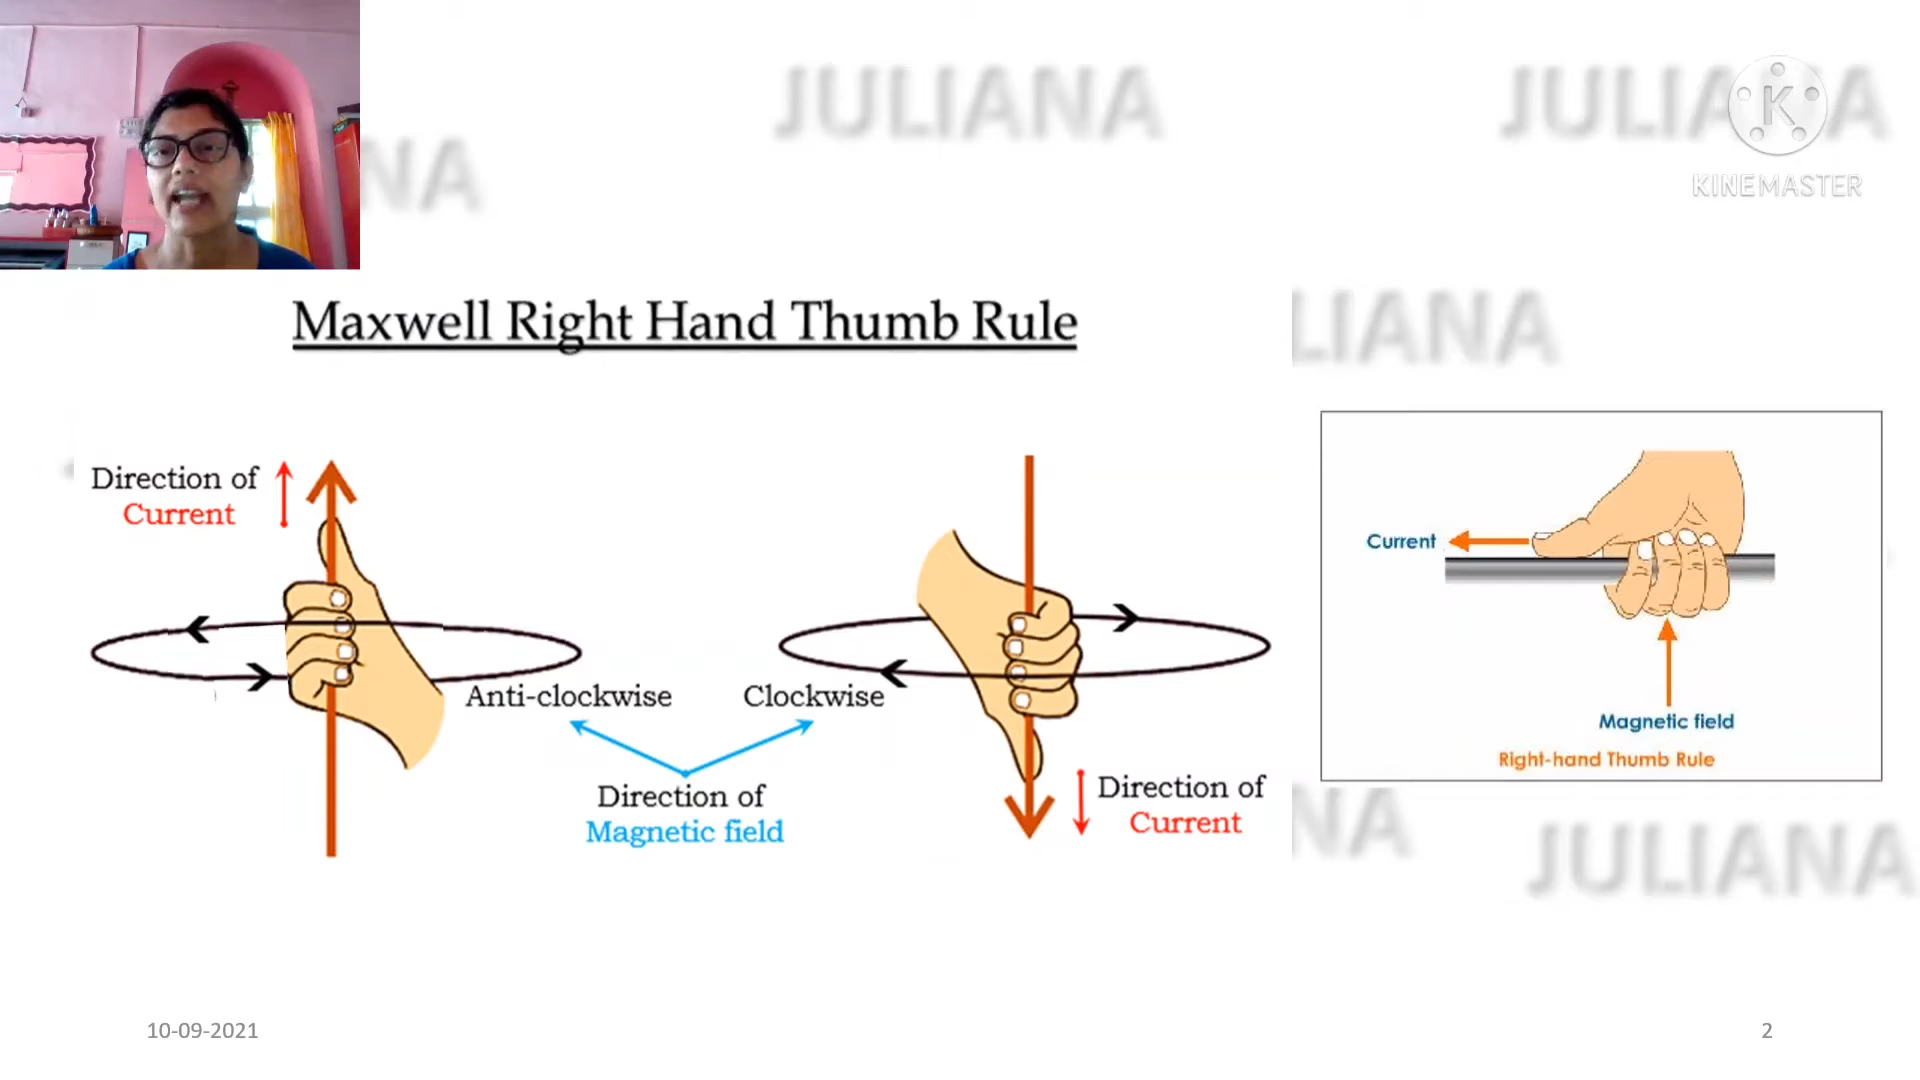 JULIANA
JULIANA
K
KINEMASTER
NA
Maxwell Right Hand Thumb Rule
LIANA
Direction of
Current
Anti-clockwise
Clockwise
Direction of
Magnetic field
Direction of
Current
Current
Magnetic field
Right-hand Thumb Rule
NA
JULIANA
10-09-2021
2